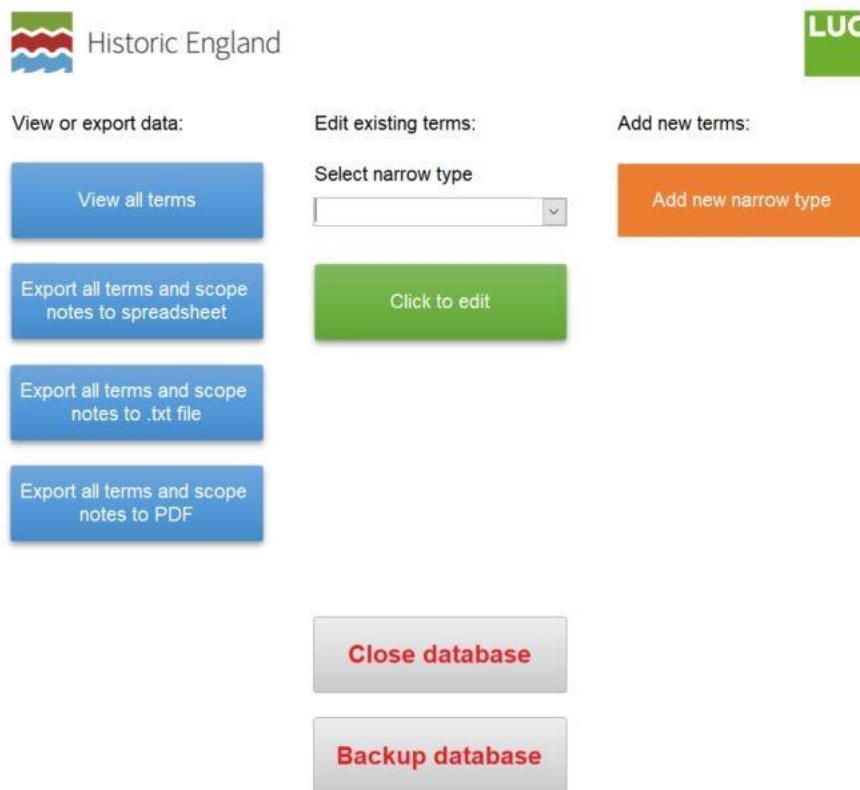 Historic England
LUC
View or export data:
View all terms
Export all terms and scope
notes to spreadsheet
Export all terms and scope
notes to .txt file
Export all terms and scope
notes to PDF
Edit existing terms:
Select narrow type
Click to edit
Add new terms:
Add new narrow type
Close database
Backup database